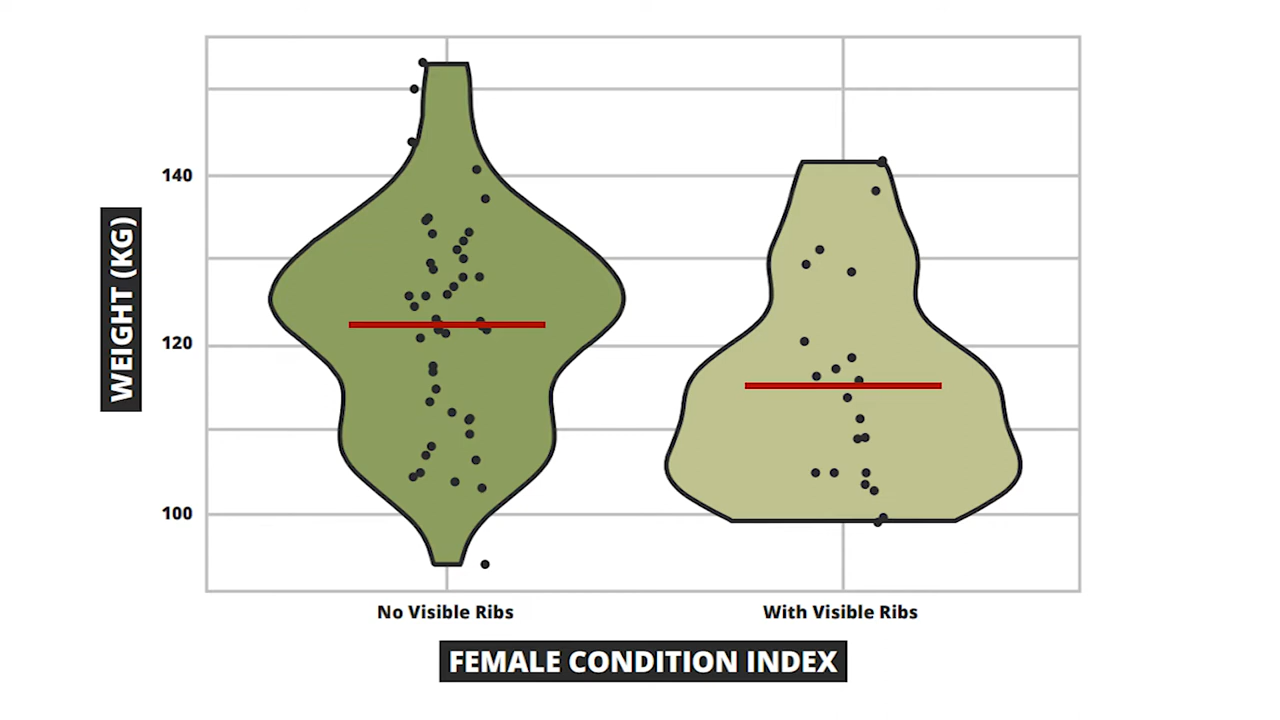 140
120
100
WEIGHT (KG)
No Visible Ribs
With Visible Ribs
FEMALE CONDITION INDEX